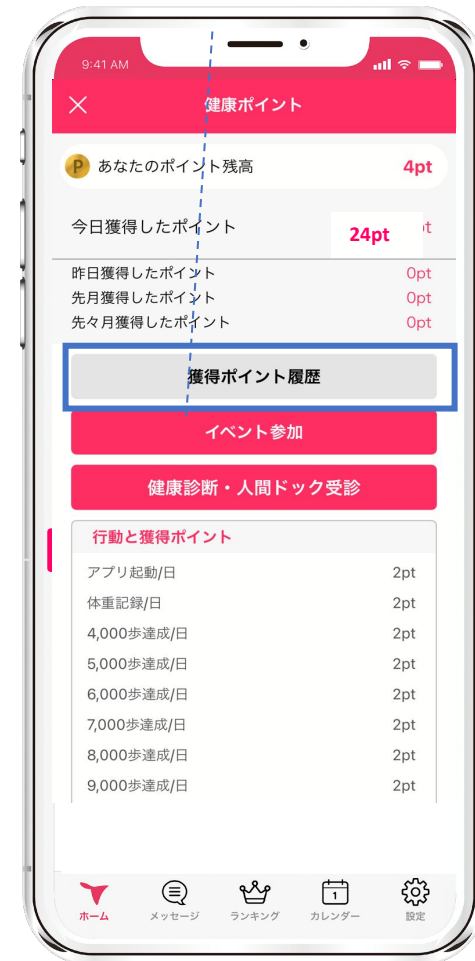 9:41 AM
健康ポイント
P あなたのポイント残高 4pt
今日獲得したポイント 24pt t
昨日獲得したポイント 0pt
先月獲得したポイント 0pt
先々月獲得したポイント 0pt
獲得ポイント履歴
イベント参加
健康診断・人間ドック受診
行動と獲得ポイント
アプリ起動/日 2pt
体重記録/日 2pt
4,000歩達成/日 2pt
5,000歩達成/日 2pt
6,000歩達成/日 2pt
7,000歩達成/日 2pt
8,000歩達成/日 2pt
9,000歩達成/日 2pt
1
ホーム メッセージ ランキング カレンダー 設定